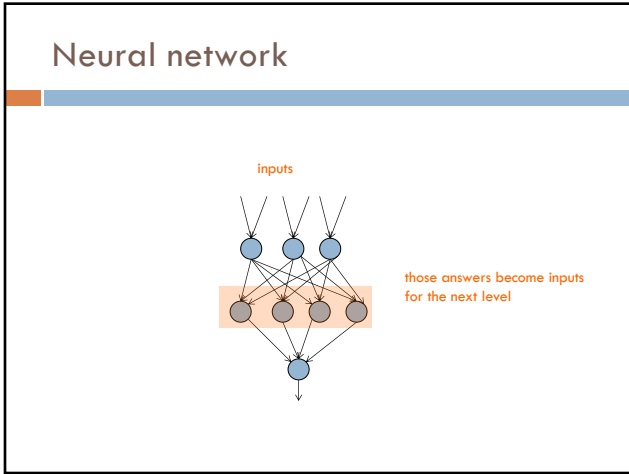 Neural network
inputs
those answers become inputs
for the next level